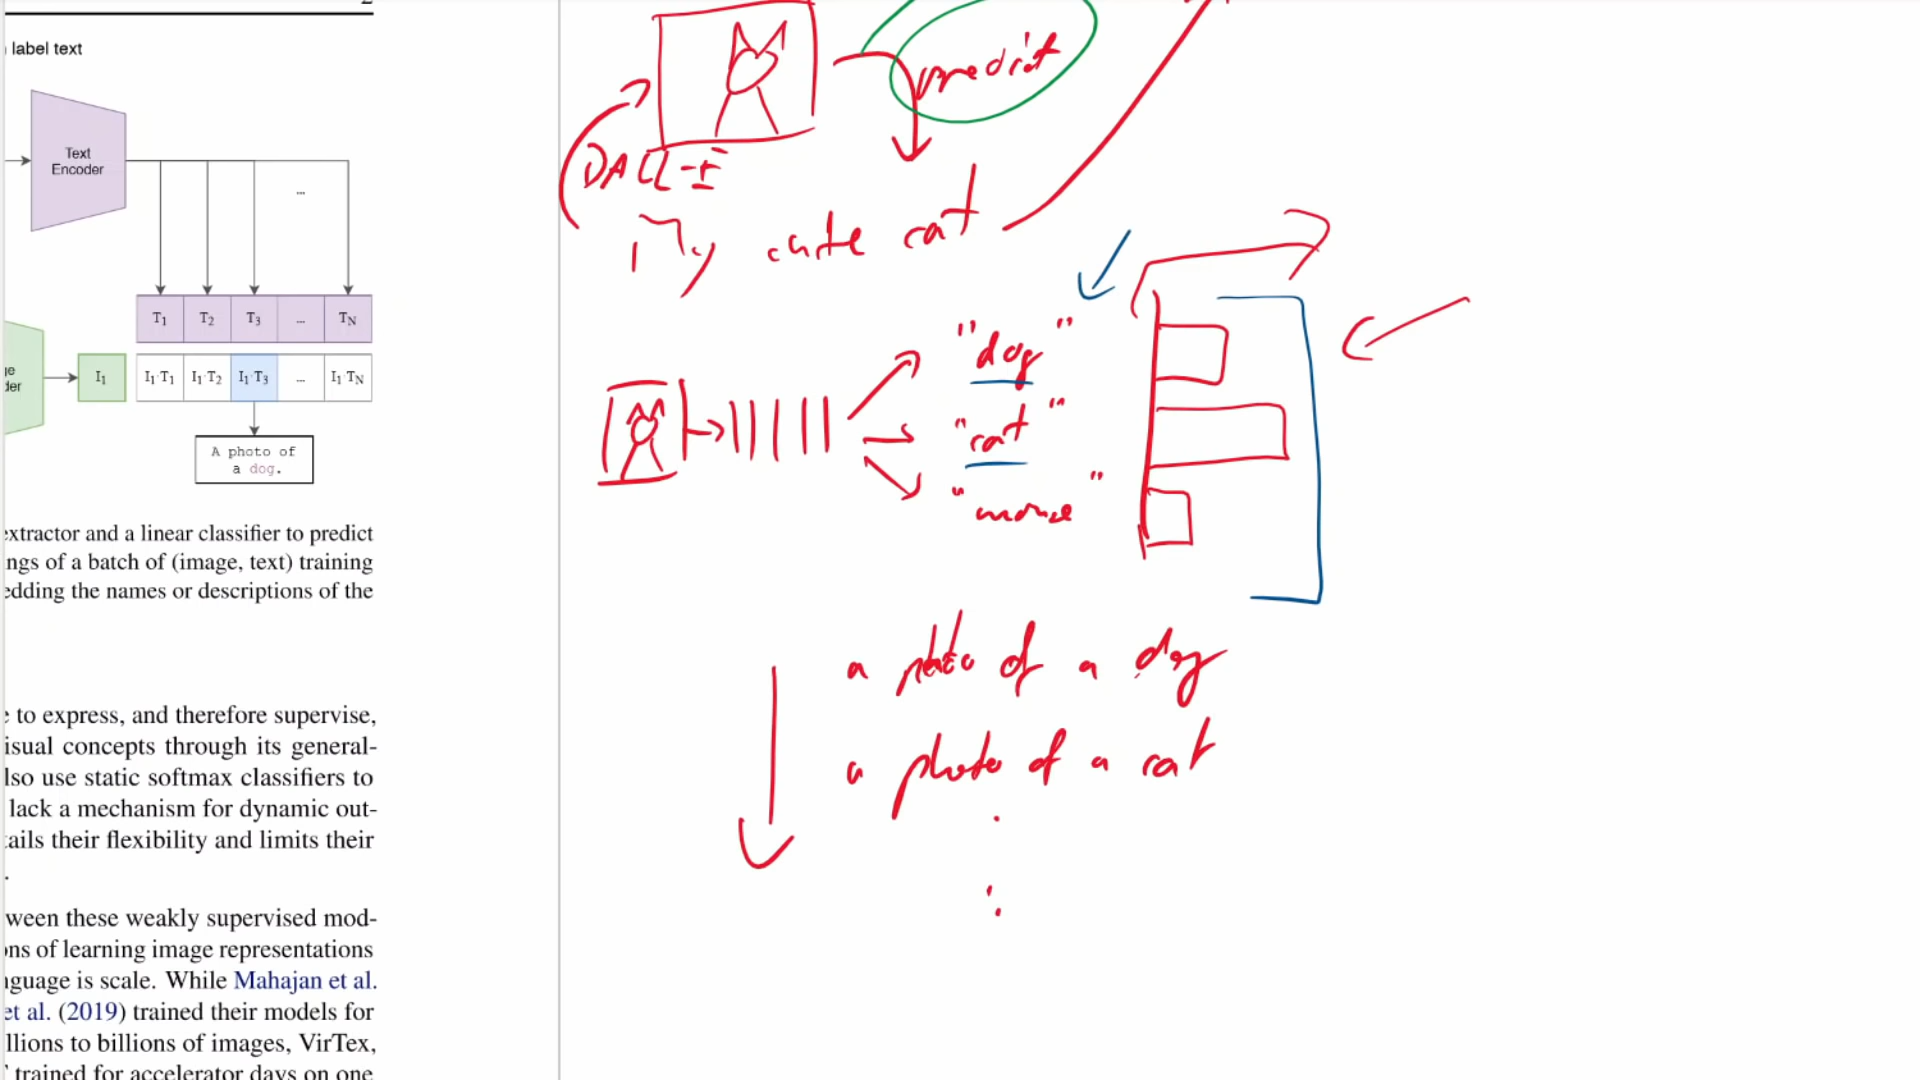 label text
Text
Encoder
T1 T2 T3 ... TN
I1 I1·T1 I1·T2 I1·T3 ... I1·TN
A photo of
a dog.
extractor and a linear classifier to predict
ngs of a batch of (image, text) training
edding the names or descriptions of the
to express, and therefore supervise,
isual concepts through its general-
lso use static softmax classifiers to
lack a mechanism for dynamic out-
tails their flexibility and limits their
.
ween these weakly supervised mod-
ons of learning image representations
nguage is scale. While Mahajan et al.
et al. (2019) trained their models for
llions to billions of images, VirTex,
trained for accelerator days on one
predict
DALL-E
My cute cat
"dog"
"cat"
"mouse"
a photo of a dog
a photo of a cat